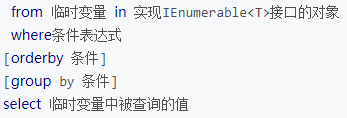 from 临时变量 in 实现IEnumerable<T>接口的对象
where条件表达式
[orderby 条件]
[group by 条件]
select 临时变量中被查询的值